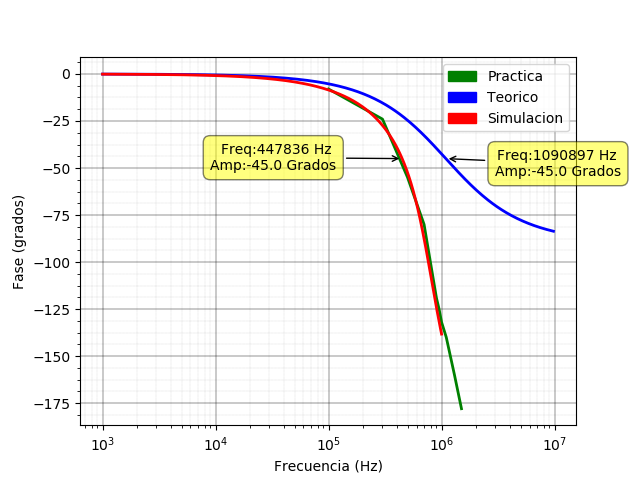 Practica
Teorico
Simulacion
Freq:447836 Hz
Amp:-45.0 Grados
Freq:1090897 Hz
Amp:-45.0 Grados
Fase (grados)
0
−25
−50
−75
−100
−125
−150
−175
10³
10⁴
10⁵
10⁶
10⁷
Frecuencia (Hz)